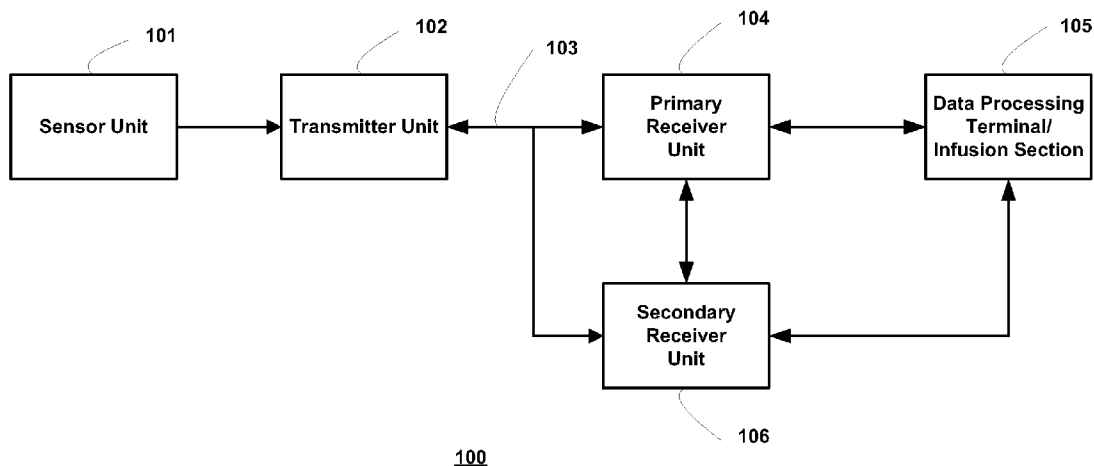 101
102
103
104
105
Sensor Unit
Transmitter Unit
Primary
Receiver
Unit
Data Processing
Terminal/
Infusion Section
Secondary
Receiver
Unit
106
100